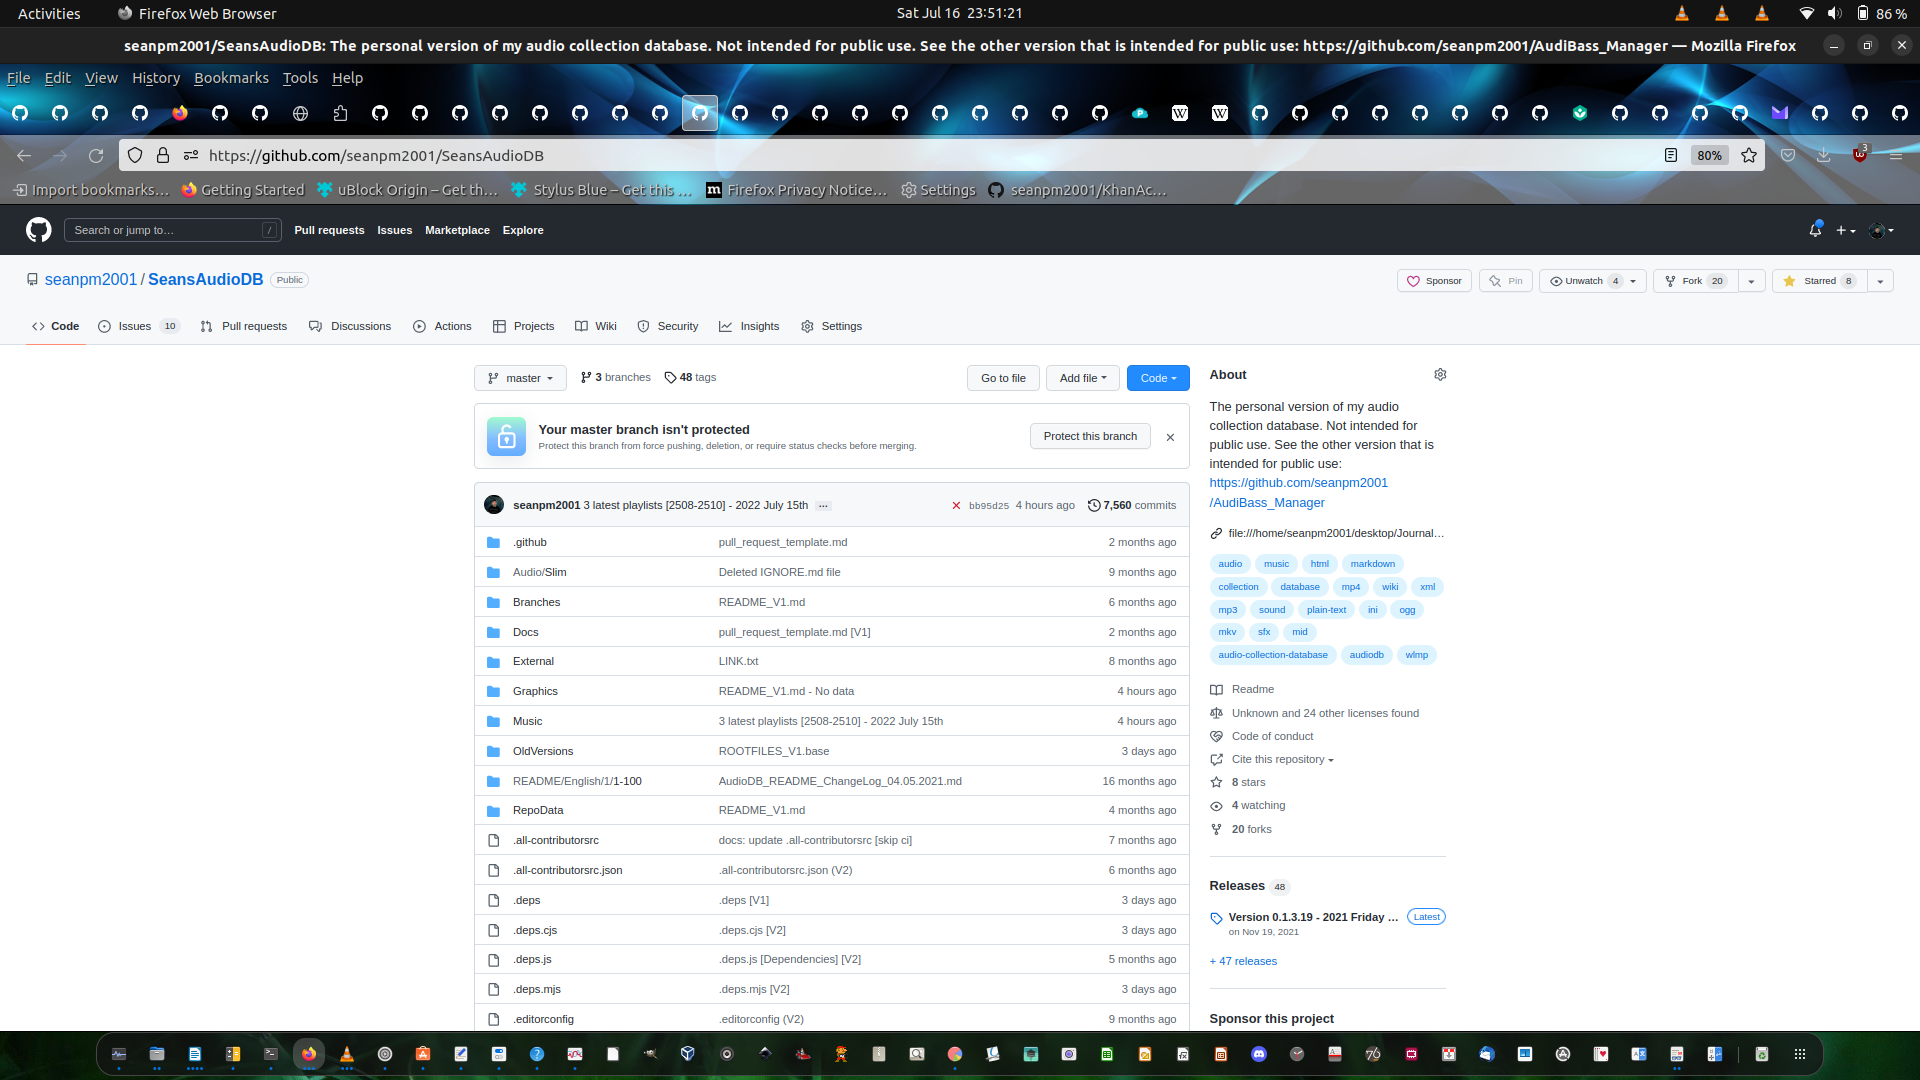 Activities Firefox Web Browser Sat Jul 16 23:51:21 86 %
seanpm2001/SeansAudioDB: The personal version of my audio collection database. Not intended for public use. See the other version that is intended for public use: https://github.com/seanpm2001/AudiBass_Manager — Mozilla Firefox
File Edit View History Bookmarks Tools Help
https://github.com/seanpm2001/SeansAudioDB 80% 3
Import bookmarks… Getting Started uBlock Origin – Get th… Stylus Blue – Get this … Firefox Privacy Notice… Settings seanpm2001/KhanAc…
Search or jump to… / Pull requests Issues Marketplace Explore
seanpm2001 / SeansAudioDB Public Sponsor Pin Unwatch 4 Fork 20 Starred 8
Code Issues 10 Pull requests Discussions Actions Projects Wiki Security Insights Settings
master 3 branches 48 tags Go to file Add file Code
Your master branch isn't protected
Protect this branch from force pushing, deletion, or require status checks before merging.
Protect this branch
seanpm2001 3 latest playlists [2508-2510] - 2022 July 15th … bb95d25 4 hours ago 7,560 commits
.github pull_request_template.md 2 months ago
Audio/Slim Deleted IGNORE.md file 9 months ago
Branches README_V1.md 6 months ago
Docs pull_request_template.md [V1] 2 months ago
External LINK.txt 8 months ago
Graphics README_V1.md - No data 4 hours ago
Music 3 latest playlists [2508-2510] - 2022 July 15th 4 hours ago
OldVersions ROOTFILES_V1.base 3 days ago
README/English/1/1-100 AudioDB_README_ChangeLog_04.05.2021.md 16 months ago
RepoData README_V1.md 4 months ago
.all-contributorsrc docs: update .all-contributorsrc [skip ci] 7 months ago
.all-contributorsrc.json .all-contributorsrc.json (V2) 6 months ago
.deps .deps [V1] 3 days ago
.deps.cjs .deps.cjs [V2] 3 days ago
.deps.js .deps.js [Dependencies] [V2] 5 months ago
.deps.mjs .deps.mjs [V2] 3 days ago
.editorconfig .editorconfig (V2) 9 months ago
About
The personal version of my audio
collection database. Not intended for
public use. See the other version that is
intended for public use:
https://github.com/seanpm2001
/AudiBass_Manager
file:///home/seanpm2001/desktop/Journal…
audio music html markdown
collection database mp4 wiki xml
mp3 sound plain-text ini ogg
mkv sfx mid
audio-collection-database audiodb wlmp
Readme
Unknown and 24 other licenses found
Code of conduct
Cite this repository
8 stars
4 watching
20 forks
Releases 48
Version 0.1.3.19 - 2021 Friday … Latest
on Nov 19, 2021
+ 47 releases
Sponsor this project